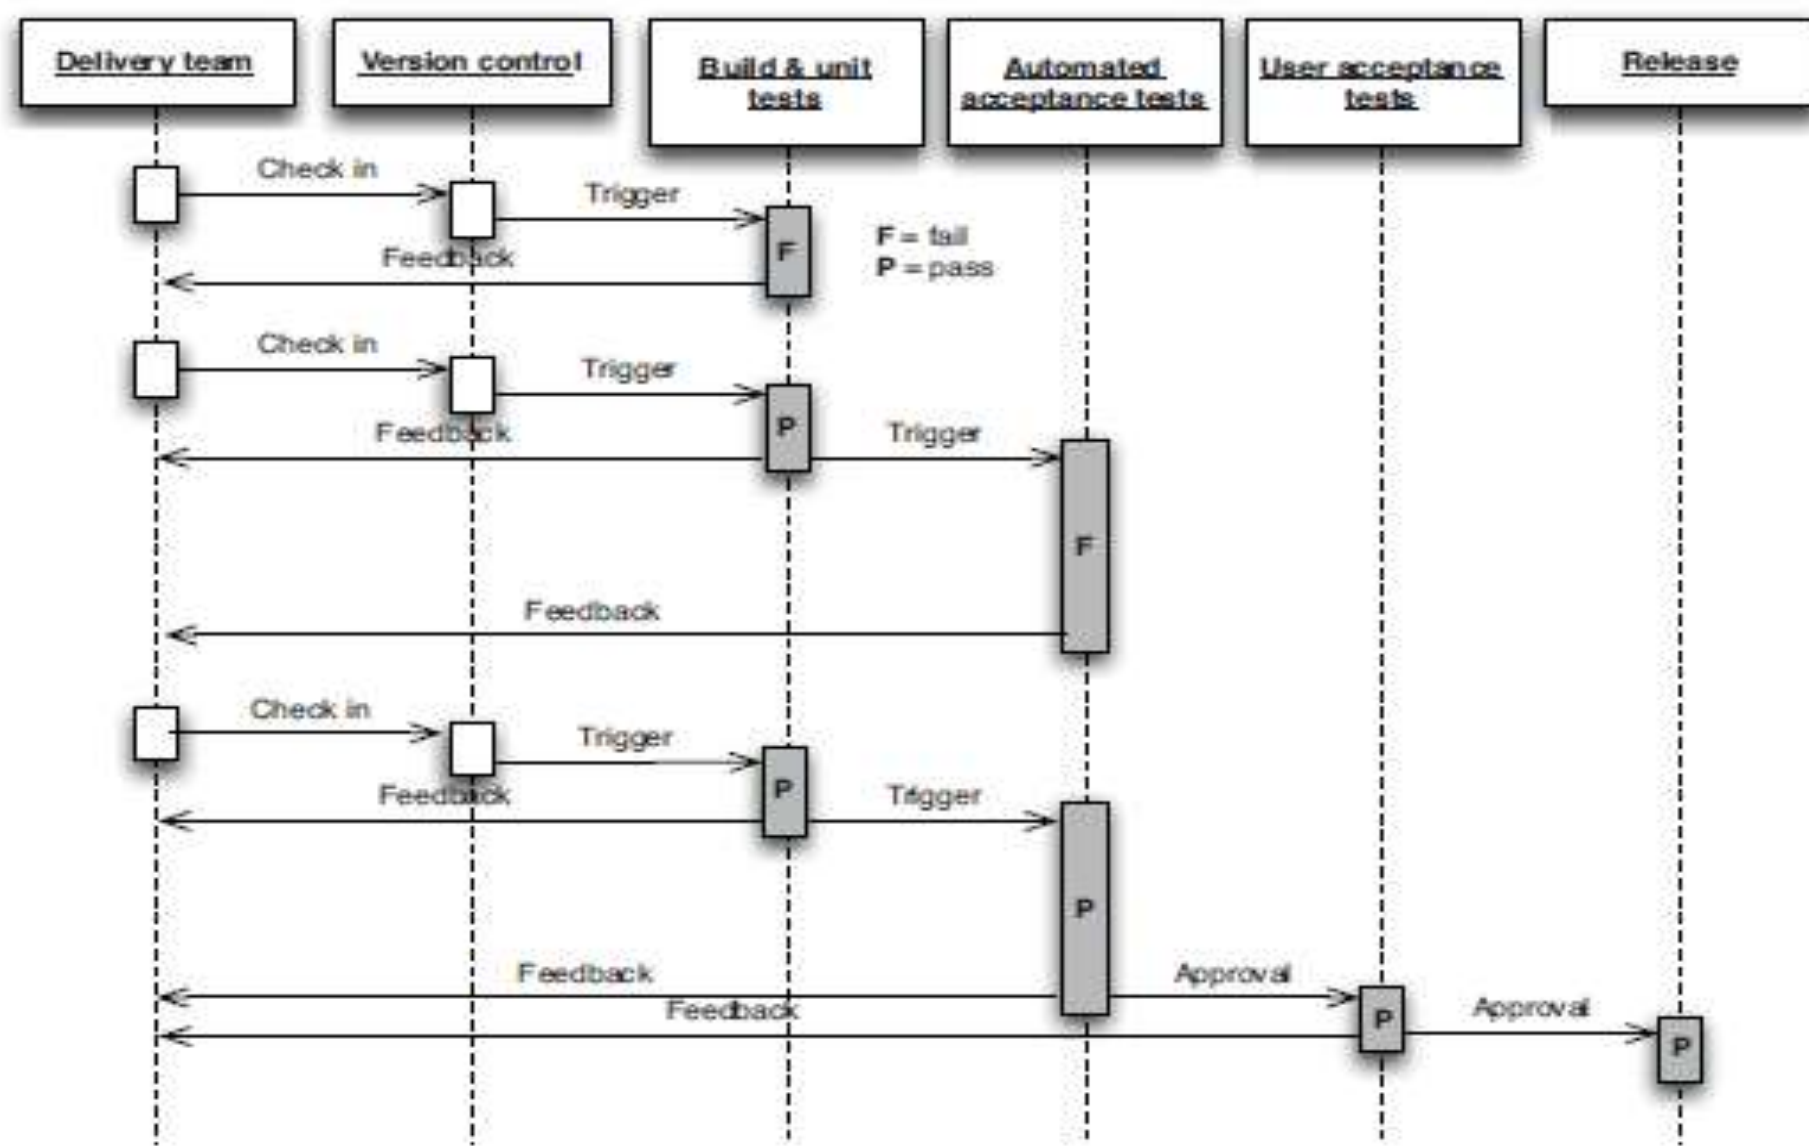 Delivery team
Version control
Build & unit
tests
Automated
acceptance tests
User acceptance
tests
Release
Check in
Trigger
F
F = fail
P = pass
Feedback
Check in
Trigger
P
Feedback
Trigger
F
Feedback
Check in
Trigger
P
Feedback
Trigger
P
Feedback
Approval
Feedback
P
Approval
P